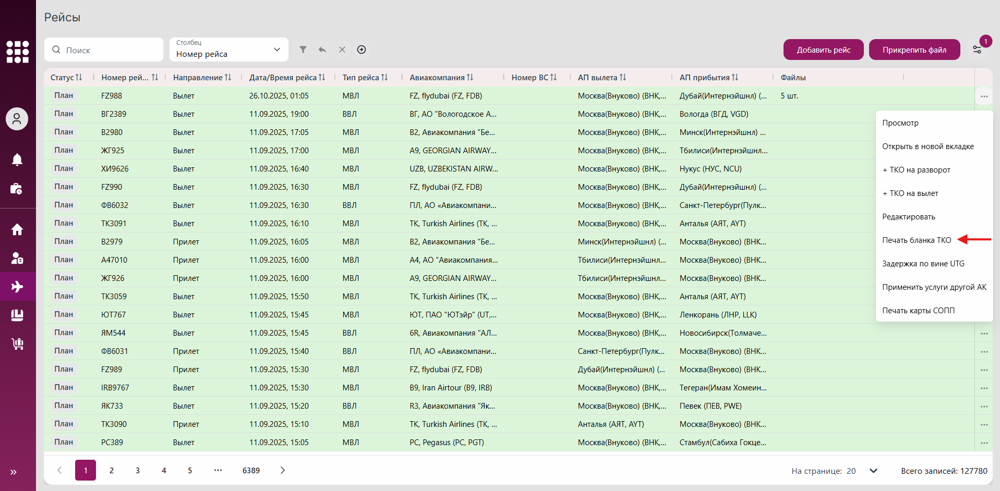 Рейсы
Поиск
Столбец
Номер рейса
Добавить рейс
Прикрепить файл
1
Статус Номер рей... Направление Дата/Время рейса Тип рейса Авиакомпания Номер ВС АП вылета АП прибытия Файлы
План FZ988 Вылет 26.10.2025, 01:05 МВЛ FZ, flydubai (FZ, FDB) Москва(Внуково) (ВНК,... Дубай(Интернэйшнл) (... 5 шт.
План ВГ2389 Вылет 11.09.2025, 19:00 ВВЛ ВГ, АО "Вологодское А... Москва(Внуково) (ВНК,... Вологда (ВГД, VGD)
План B2980 Вылет 11.09.2025, 17:05 МВЛ B2, Авиакомпания "Бе... Москва(Внуково) (ВНК,... Минск(Интернэйшнл) ...
План ЖГ925 Вылет 11.09.2025, 17:00 МВЛ A9, GEORGIAN AIRWAY... Москва(Внуково) (ВНК,... Тбилиси(Интернэйшнл...
План ХИ9626 Вылет 11.09.2025, 16:40 МВЛ UZB, UZBEKISTAN AIRW... Москва(Внуково) (ВНК,... Нукус (НУС, NCU)
План FZ990 Вылет 11.09.2025, 16:30 МВЛ FZ, flydubai (FZ, FDB) Москва(Внуково) (ВНК,... Дубай(Интернэйшнл) (...
План ФВ6032 Вылет 11.09.2025, 16:30 ВВЛ ПЛ, АО «Авиакомпани... Москва(Внуково) (ВНК,... Санкт-Петербург(Пулк...
План ТК3091 Вылет 11.09.2025, 16:10 МВЛ ТК, Turkish Airlines (ТК, ... Москва(Внуково) (ВНК,... Анталья (АЯТ, AYT)
План B2979 Прилет 11.09.2025, 16:05 МВЛ B2, Авиакомпания "Бе... Минск(Интернэйшнл) (... Москва(Внуково) (ВНК...
План А47010 Прилет 11.09.2025, 16:00 МВЛ А4, АО "Авиакомпания... Тбилиси(Интернэйшнл... Москва(Внуково) (ВНК...
План ЖГ926 Прилет 11.09.2025, 16:00 МВЛ A9, GEORGIAN AIRWAY... Тбилиси(Интернэйшнл... Москва(Внуково) (ВНК...
План ТК3059 Вылет 11.09.2025, 15:50 МВЛ ТК, Turkish Airlines (ТК, ... Москва(Внуково) (ВНК,... Анталья (АЯТ, AYT)
План ЮТ767 Вылет 11.09.2025, 15:45 МВЛ ЮТ, ПАО "ЮТэйр" (UT,... Москва(Внуково) (ВНК,... Ленкорань (ЛНР, LLK)
План ЯМ544 Вылет 11.09.2025, 15:45 ВВЛ 6R, Авиакомпания "АЛ... Москва(Внуково) (ВНК,... Новосибирск(Толмаче...
План ФВ6031 Прилет 11.09.2025, 15:40 ВВЛ ПЛ, АО «Авиакомпани... Санкт-Петербург(Пулк... Москва(Внуково) (ВНК...
План FZ989 Прилет 11.09.2025, 15:30 МВЛ FZ, flydubai (FZ, FDB) Дубай(Интернэйшнл) (... Москва(Внуково) (ВНК...
План IRB9767 Вылет 11.09.2025, 15:30 МВЛ B9, Iran Airtour (B9, IRB) Москва(Внуково) (ВНК,... Тегеран(Имам Хомеин...
План ЯК733 Вылет 11.09.2025, 15:20 ВВЛ R3, Авиакомпания "Як... Москва(Внуково) (ВНК,... Певек (ПЕВ, PWE)
План ТК3090 Прилет 11.09.2025, 15:10 МВЛ ТК, Turkish Airlines (ТК, ... Анталья (АЯТ, AYT) Москва(Внуково) (ВНК...
План PC389 Вылет 11.09.2025, 15:05 МВЛ PC, Pegasus (PC, PGT) Москва(Внуково) (ВНК,... Стамбул(Сабиха Гокце...
Просмотр
Открыть в новой вкладке
+ ТКО на разворот
+ ТКО на вылет
Редактировать
Печать бланка ТКО
Задержка по вине UTG
Применить услуги другой АК
Печать карты СОПП
1 2 3 4 5 ... 6389
На странице: 20
Всего записей: 127780